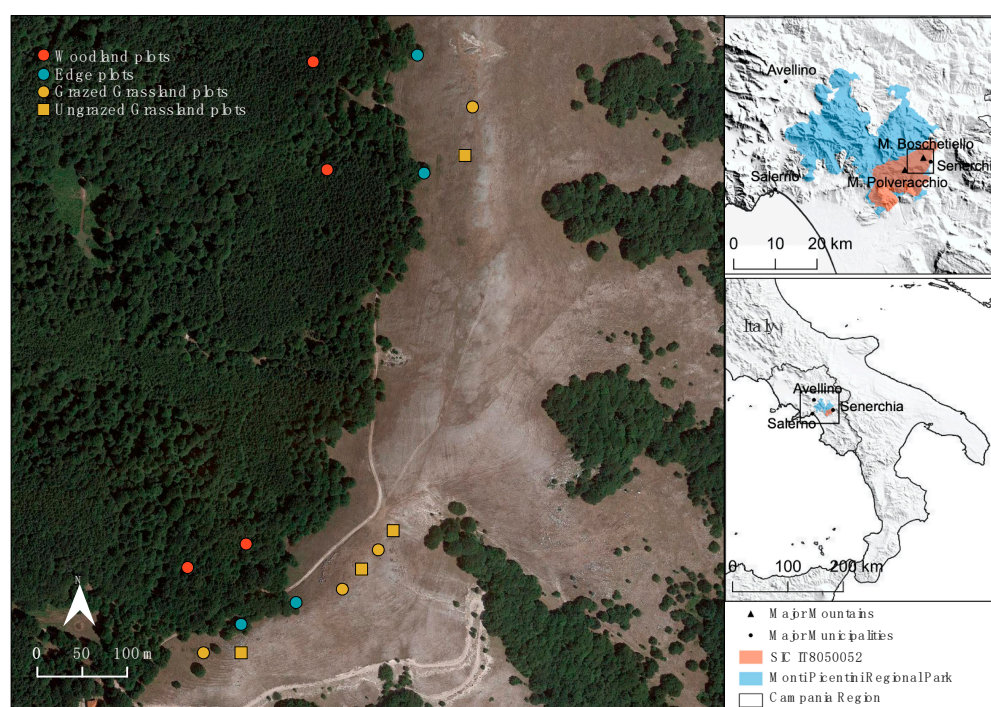 Woodland plots
Edge plots
Grazed Grassland plots
Ungrazed Grassland plots
N
0 50 100 m
Avellino
M. Boschetiello
Senerchi
Salerno
M. Polveracchio
0 10 20 km
Italy
Avellino
Senerchia
Salerno
0 100 200 km
Major Mountains
Major Municipalities
SIC IT8050052
Monti Picentini Regional Park
Campania Region